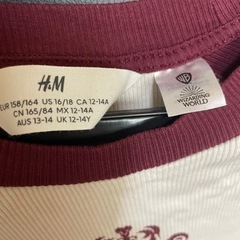 H&M
EUR 158/164 US 16/18 CA 12-14A
CN 165/84 MX 12-14A
AUS 13-14 UK 12-14Y
WB
WIZARDING
WORLD